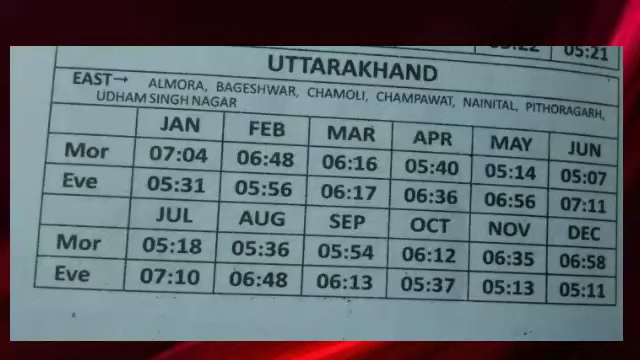 05:22 05:21
UTTARAKHAND
EAST→ ALMORA, BAGESHWAR, CHAMOLI, CHAMPAWAT, NAINITAL, PITHORAGARH,
UDHAM SINGH NAGAR
JAN FEB MAR APR MAY JUN
Mor 07:04 06:48 06:16 05:40 05:14 05:07
Eve 05:31 05:56 06:17 06:36 06:56 07:11
JUL AUG SEP OCT NOV DEC
Mor 05:18 05:36 05:54 06:12 06:35 06:58
Eve 07:10 06:48 06:13 05:37 05:13 05:11